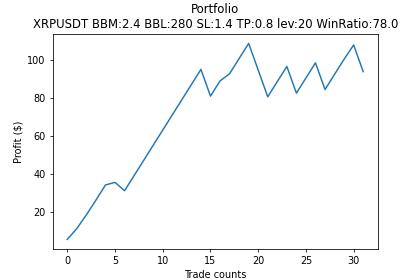 Portfolio
XRPUSDT BBM:2.4 BBL:280 SL:1.4 TP:0.8 lev:20 WinRatio:78.0
100
80
60
40
20
Profit ($)
0 5 10 15 20 25 30
Trade counts